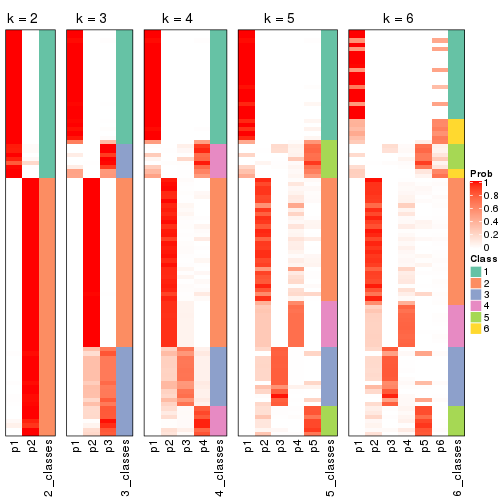 k = 2
k = 3
k = 4
k = 5
k = 6
Prob
1
0.8
0.6
0.4
0.2
0
Class
1
2
3
4
5
6
p1
p2
2_classes
p1
p2
p3
3_classes
p1
p2
p3
p4
4_classes
p1
p2
p3
p4
p5
5_classes
p1
p2
p3
p4
p5
p6
6_classes